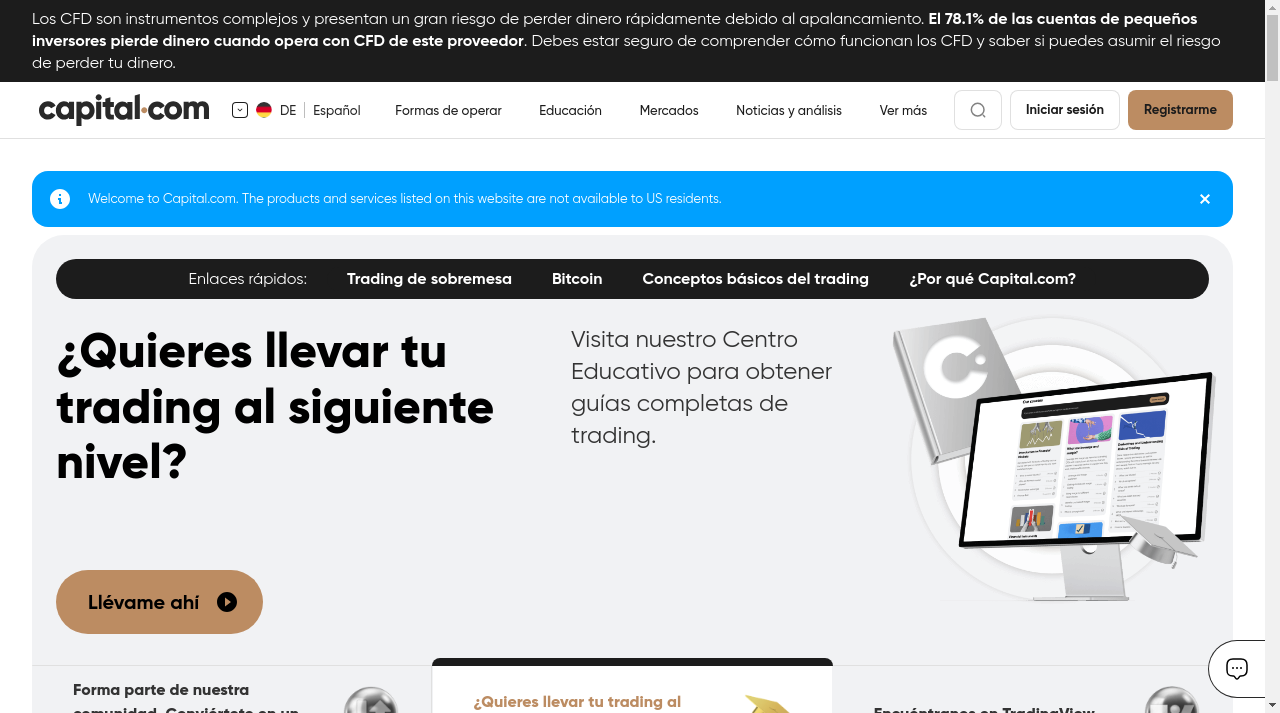 Los CFD son instrumentos complejos y presentan un gran riesgo de perder dinero rápidamente debido al apalancamiento. El 78.1% de las cuentas de pequeños
inversores pierde dinero cuando opera con CFD de este proveedor. Debes estar seguro de comprender cómo funcionan los CFD y saber si puedes asumir el riesgo
de perder tu dinero.
capital.com
DE
Español
Formas de operar
Educación
Mercados
Noticias y análisis
Ver más
Iniciar sesión
Registrarme
Welcome to Capital.com. The products and services listed on this website are not available to US residents.
Enlaces rápidos:
Trading de sobremesa
Bitcoin
Conceptos básicos del trading
¿Por qué Capital.com?
¿Quieres llevar tu
trading al siguiente
nivel?
Visita nuestro Centro
Educativo para obtener
guías completas de
trading.
Llévame ahí
Forma parte de nuestra
comunidad. Conviértete en un
¿Quieres llevar tu trading al
Encuéntranos en TradingView